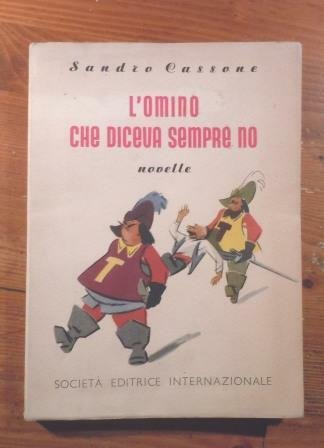 Sandro Cassone
L'OMINO
CHE DICEVA SEMPRE NO
novelle
T
T
SOCIETÀ EDITRICE INTERNAZIONALE